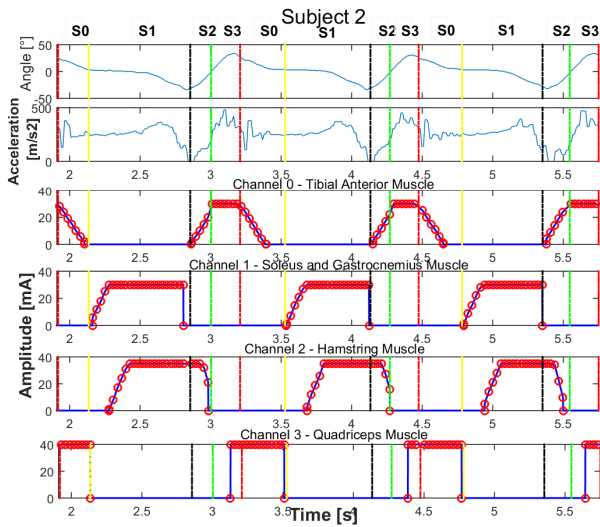 Subject 2
S0 S1 S2 S3 S0 S1 S2 S3 S0 S1 S2 S3
Angle [°]
50
0
-50
Acceleration
[m/s2]
500
0
2 2.5 3 3.5 4 4.5 5 5.5
Channel 0 - Tibial Anterior Muscle
40
20
0
2 2.5 3 3.5 4 4.5 5 5.5
Channel 1 - Soleus and Gastrocnemius Muscle
Amplitude [mA]
40
20
0
2 2.5 3 3.5 4 4.5 5 5.5
Channel 2 - Hamstring Muscle
40
20
0
2 2.5 3 3.5 4 4.5 5 5.5
Channel 3 - Quadriceps Muscle
40
20
0
2 2.5 3 3.5 4 4.5 5 5.5
Time [s]